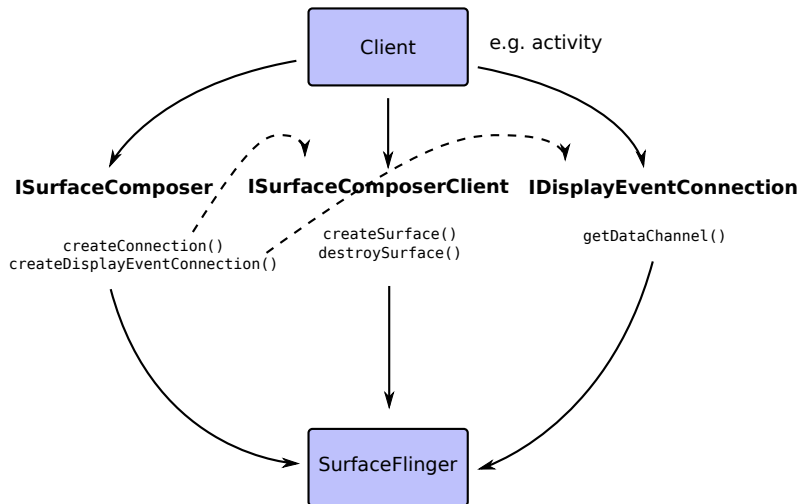 Client
e.g. activity
ISurfaceComposer
ISurfaceComposerClient
IDisplayEventConnection
createConnection()
createDisplayEventConnection()
createSurface()
destroySurface()
getDataChannel()
SurfaceFlinger